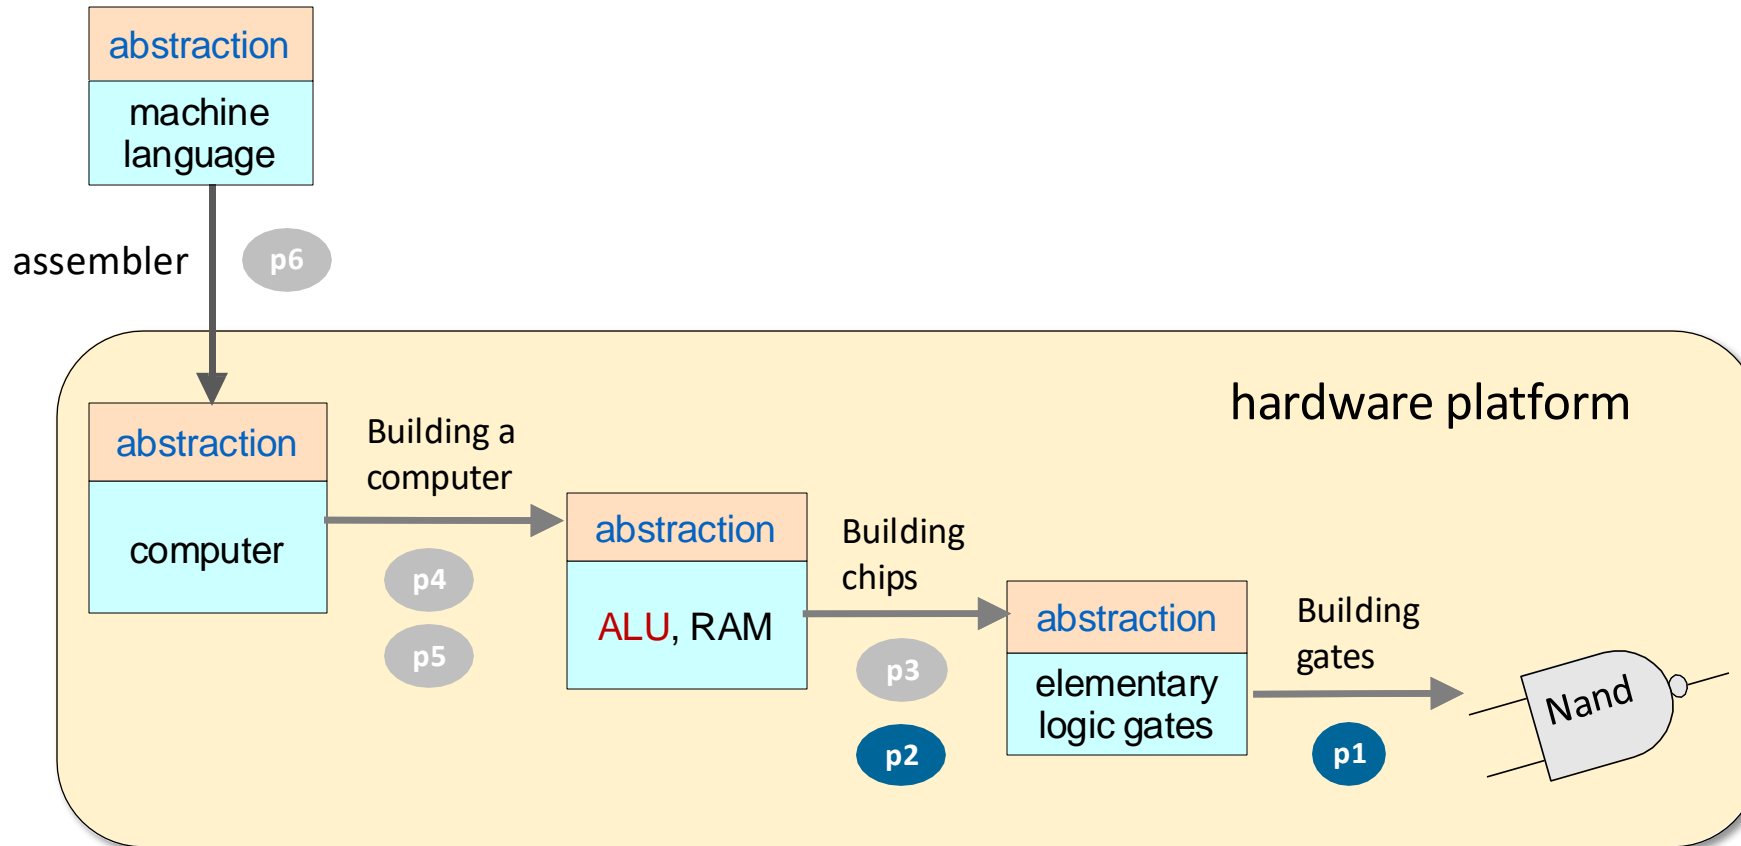 abstraction
machine
language
assembler
p6
hardware platform
abstraction
computer
Building a
computer
p4
p5
abstraction
ALU, RAM
Building
chips
p3
p2
abstraction
elementary
logic gates
Building
gates
p1
Nand